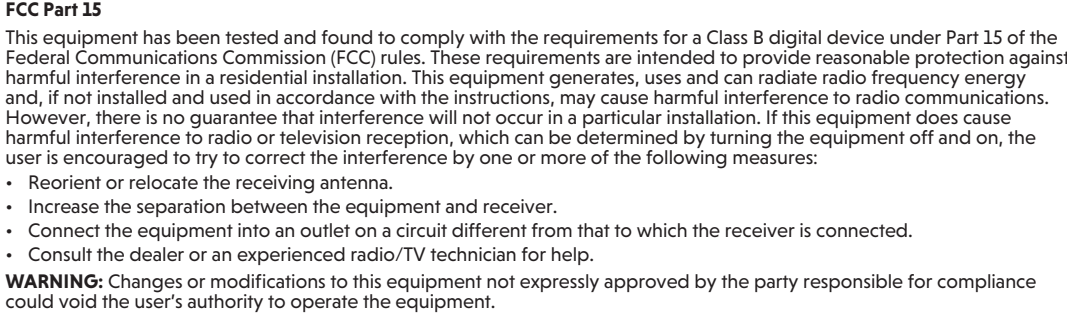 FCC Part 15
This equipment has been tested and found to comply with the requirements for a Class B digital device under Part 15 of the
Federal Communications Commission (FCC) rules. These requirements are intended to provide reasonable protection against
harmful interference in a residential installation. This equipment generates, uses and can radiate radio frequency energy
and, if not installed and used in accordance with the instructions, may cause harmful interference to radio communications.
However, there is no guarantee that interference will not occur in a particular installation. If this equipment does cause
harmful interference to radio or television reception, which can be determined by turning the equipment off and on, the
user is encouraged to try to correct the interference by one or more of the following measures:
• Reorient or relocate the receiving antenna.
• Increase the separation between the equipment and receiver.
• Connect the equipment into an outlet on a circuit different from that to which the receiver is connected.
• Consult the dealer or an experienced radio/TV technician for help.
WARNING: Changes or modifications to this equipment not expressly approved by the party responsible for compliance
could void the user's authority to operate the equipment.